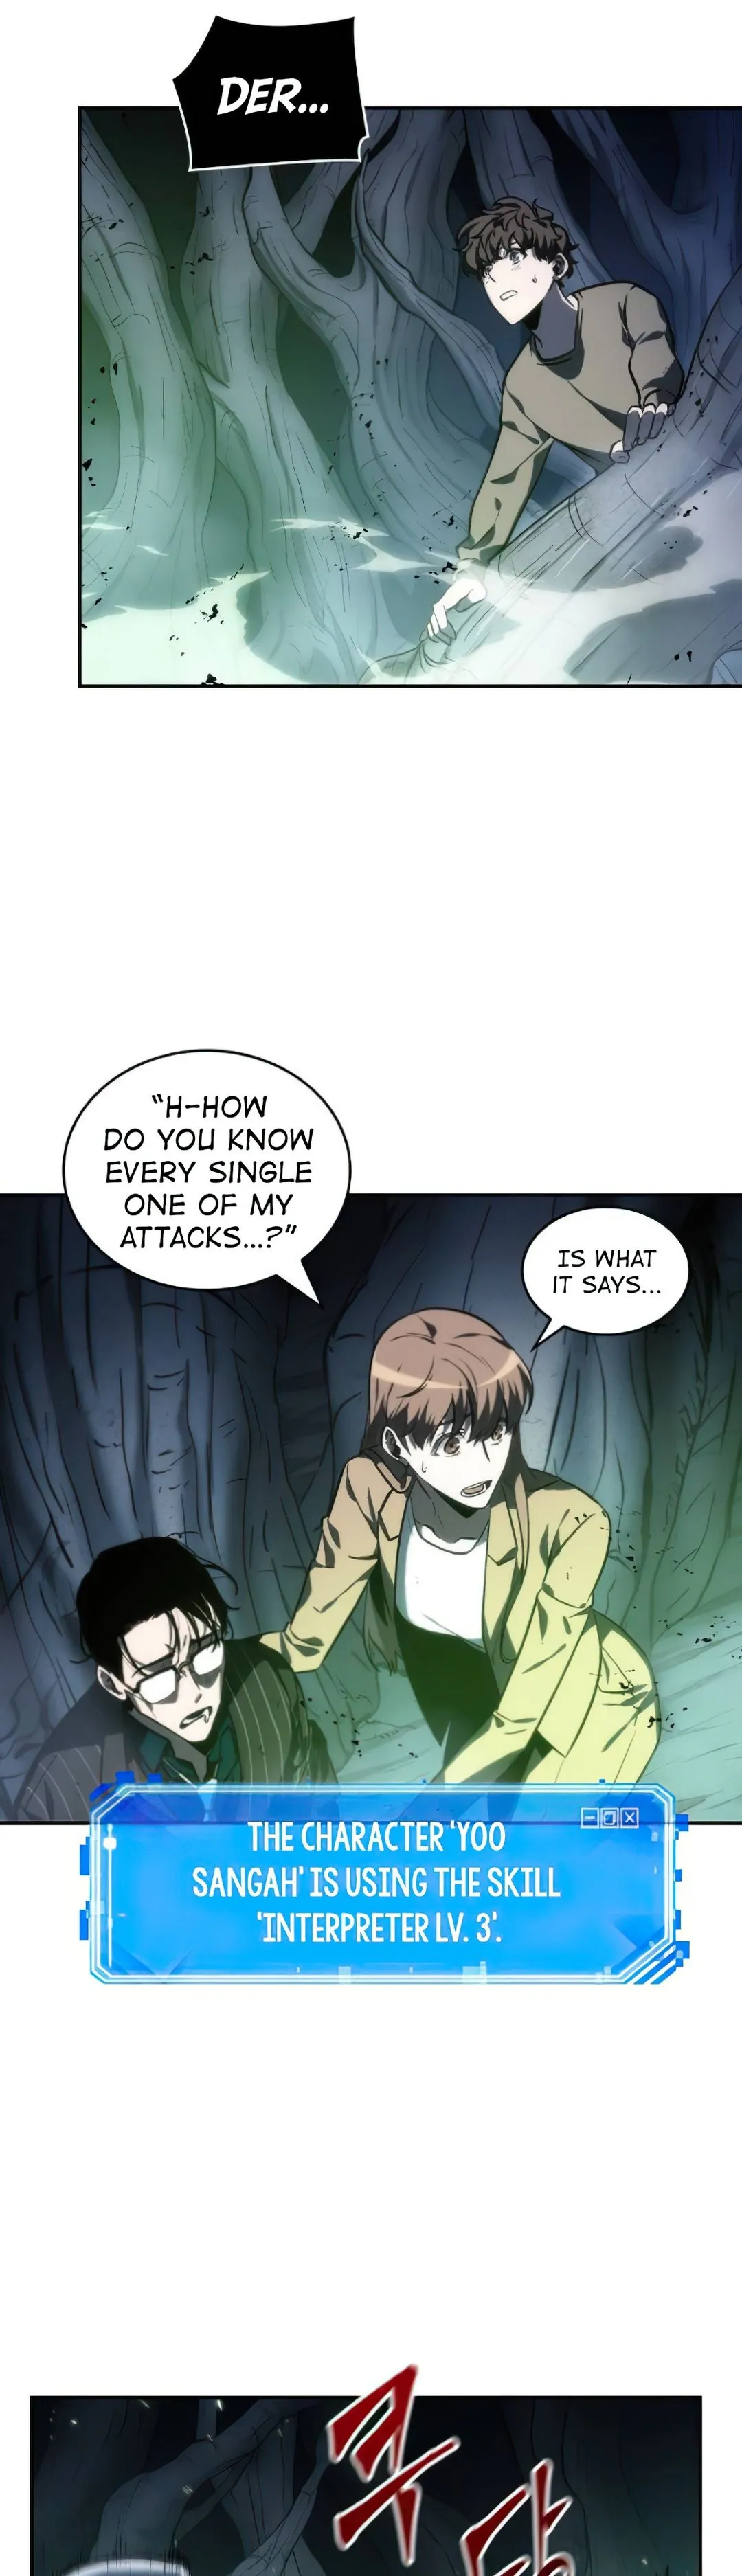 DER...
"H-HOW
DO YOU KNOW
EVERY SINGLE
ONE OF MY
ATTACKS...?"
IS WHAT
IT SAYS...
THE CHARACTER 'YOO
SANGAH' IS USING THE SKILL
'INTERPRETER LV. 3'.